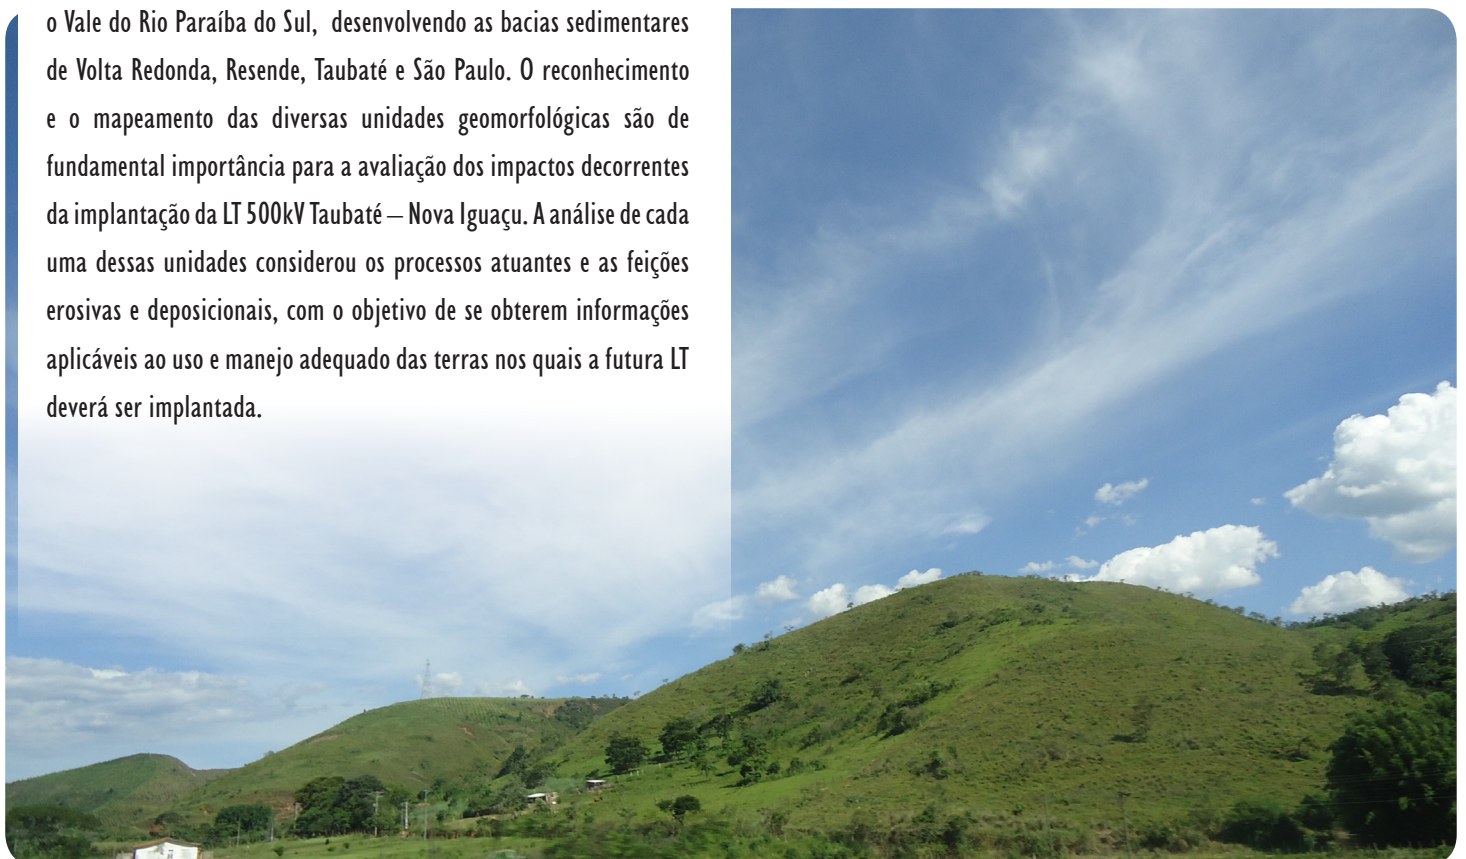 o Vale do Rio Paraíba do Sul, desenvolvendo as bacias sedimentares
de Volta Redonda, Resende, Taubaté e São Paulo. O reconhecimento
e o mapeamento das diversas unidades geomorfológicas são de
fundamental importância para a avaliação dos impactos decorrentes
da implantação da LT 500kV Taubaté – Nova Iguaçu. A análise de cada
uma dessas unidades considerou os processos atuantes e as feições
erosivas e deposicionais, com o objetivo de se obterem informações
aplicáveis ao uso e manejo adequado das terras nos quais a futura LT
deverá ser implantada.